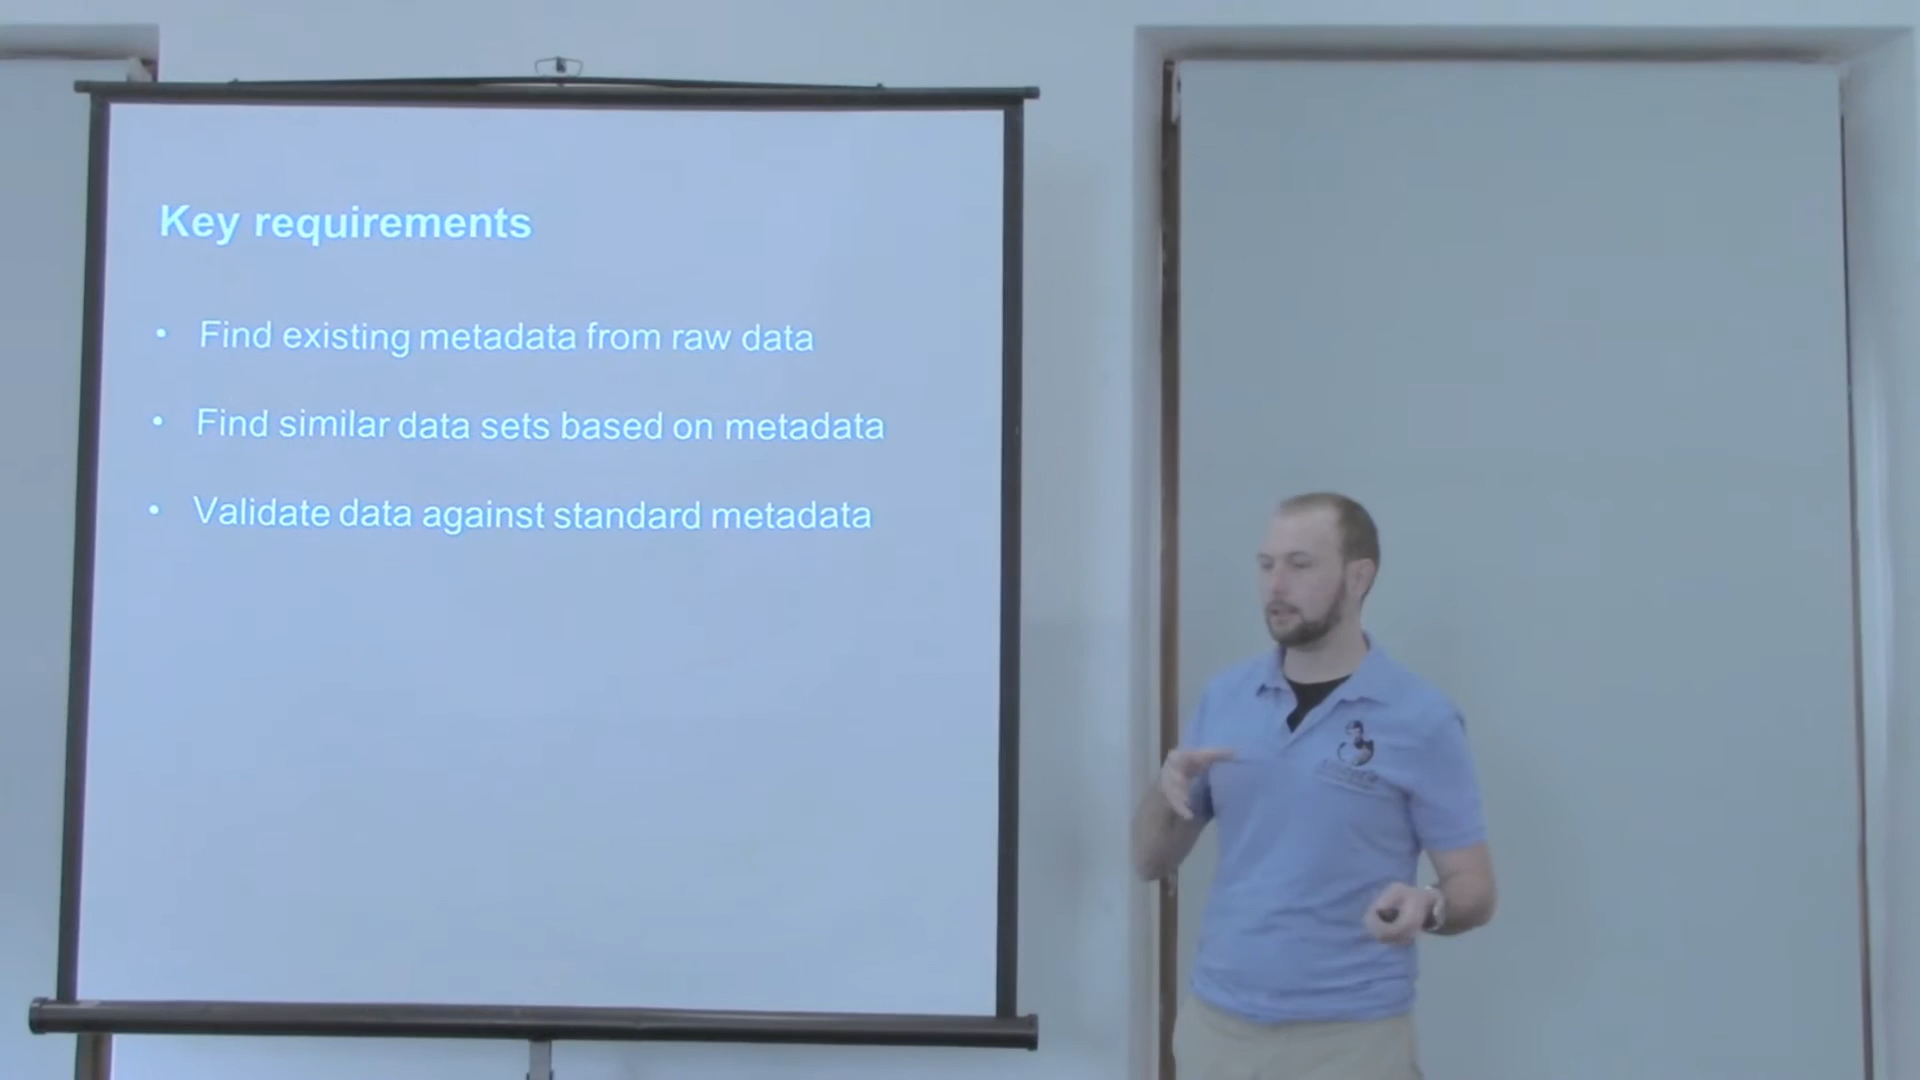 Key requirements
• Find existing metadata from raw data
• Find similar data sets based on metadata
• Validate data against standard metadata